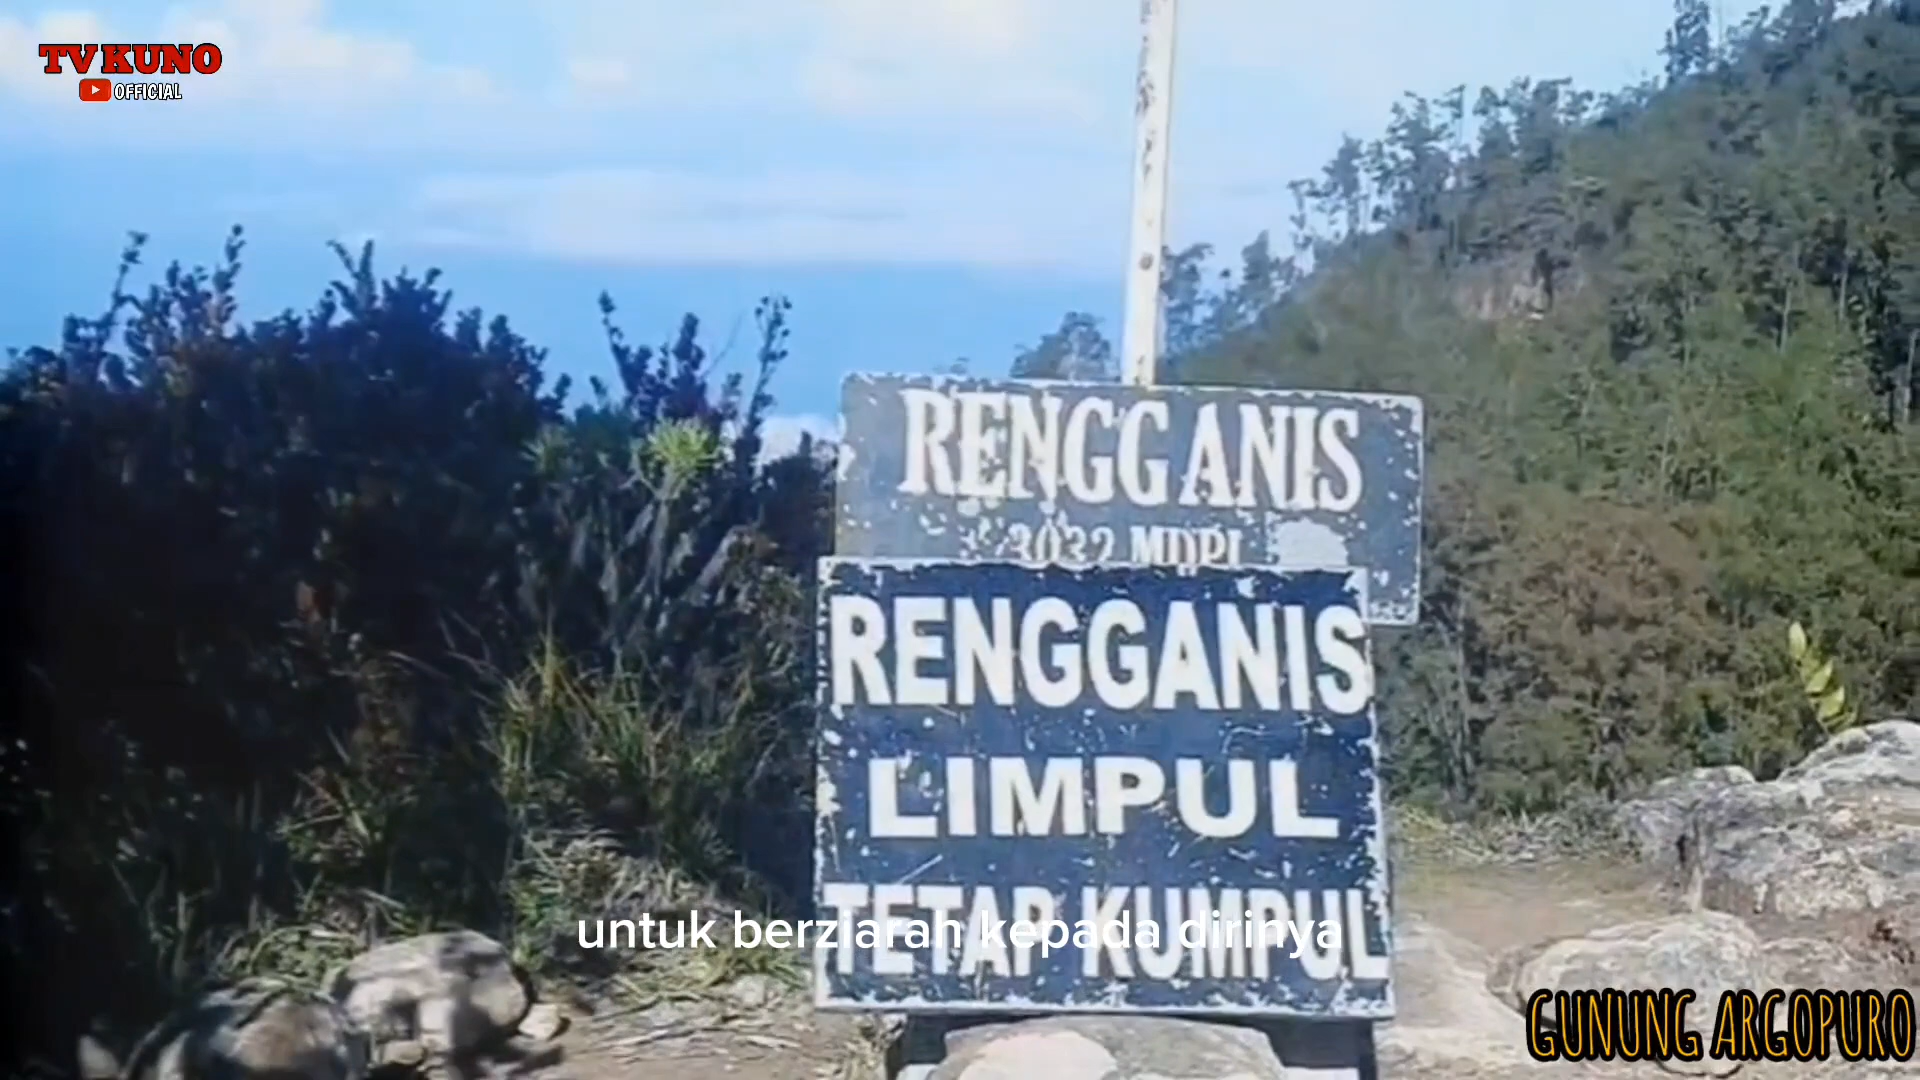 TV KUNO
OFFICIAL
RENGGANIS
3032 MDPL
RENGGANIS
LIMPUL
TETAP KUMPUL
untuk berziarah kepada dirinya
GUNUNG ARGOPURO